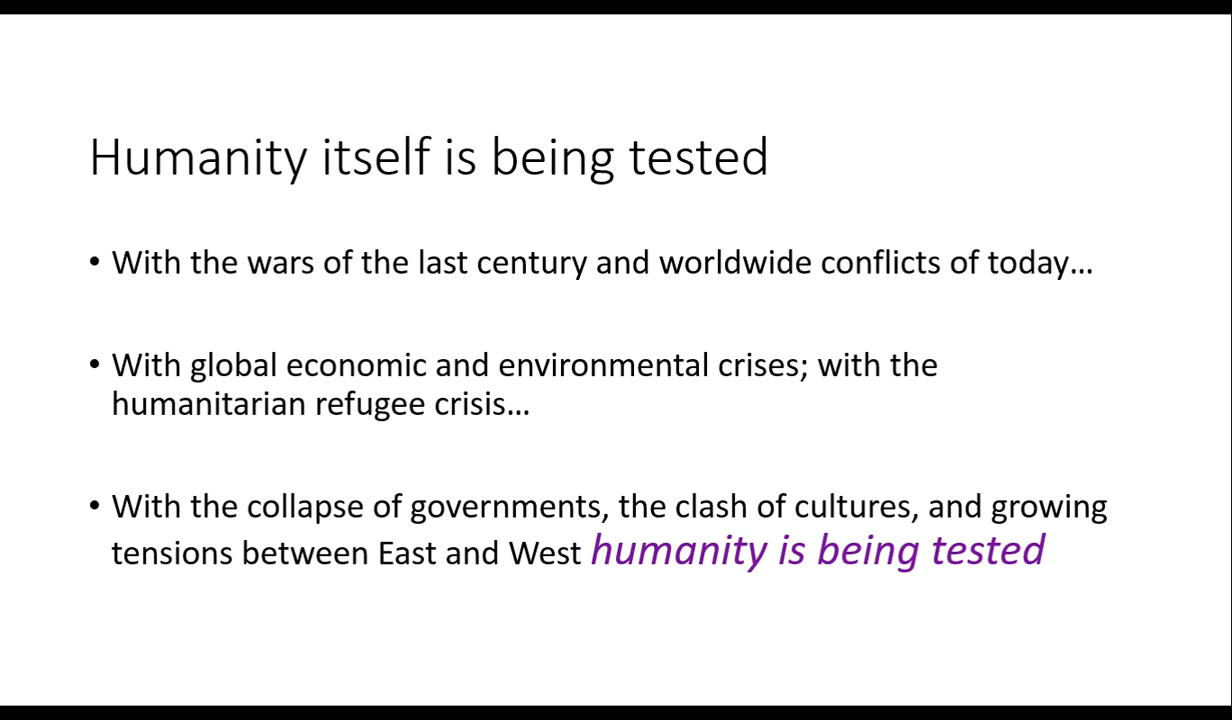 Humanity itself is being tested
• With the wars of the last century and worldwide conflicts of today…
• With global economic and environmental crises; with the
humanitarian refugee crisis…
• With the collapse of governments, the clash of cultures, and growing
tensions between East and West humanity is being tested